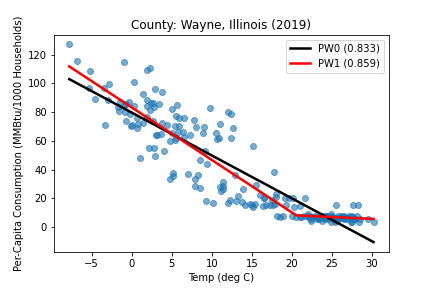 County: Wayne, Illinois (2019)
PW0 (0.833)
PW1 (0.859)
Per-Capita Consumption (MMBtu/1000 Households)
120
100
80
60
40
20
0
−5 0 5 10 15 20 25 30
Temp (deg C)